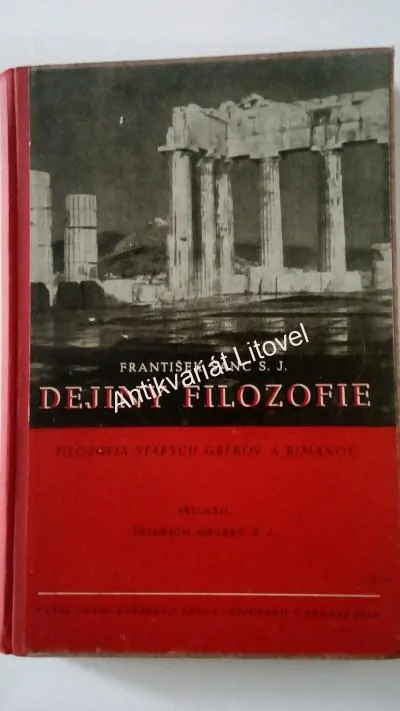 FRANTIŠEK S. J.
Antikvariát Litovel
DEJINY FILOZOFIE
FILOZOFIA STARÝCH GRÉKOV A RIMANOV
PRELOŽIL
S. J.